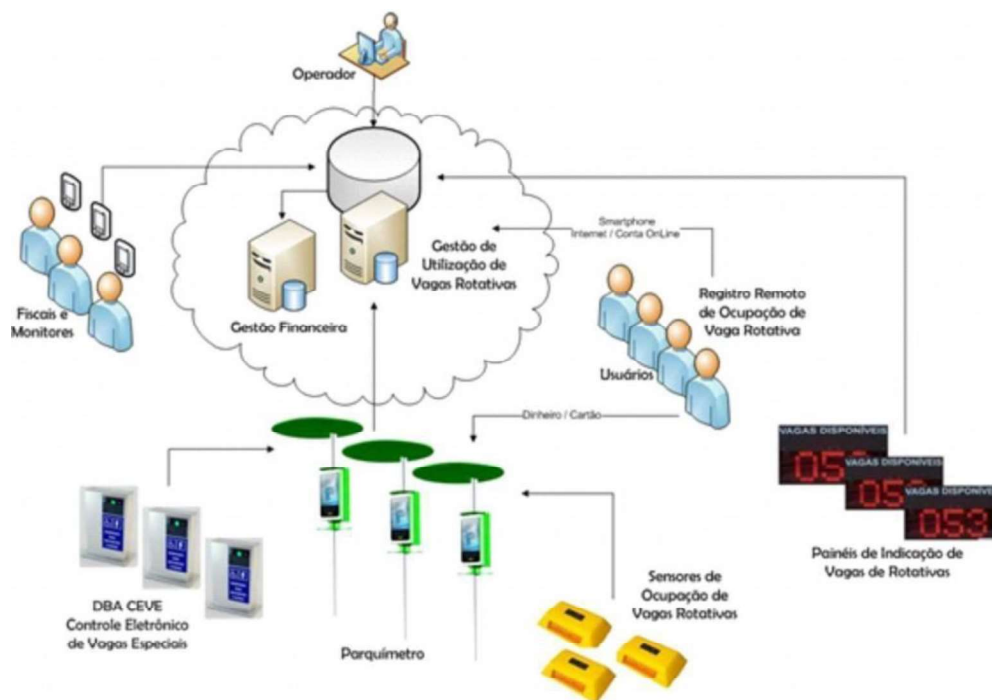 Operador
Smartphone
Internet / Conta OnLine
Gestão de
Utilização de
Vagas Rotativas
Gestão Financeira
Fiscais e
Monitores
Registro Remoto
de Ocupação de
Vaga Rotativa
Usuários
Dinheiro / Cartão
VAGAS DISPONÍVEIS
VAGAS DISPONÍVEIS
VAGAS DISPONÍVEIS
053
Painéis de Indicação de
Vagas de Rotativas
DBA CEVE
Controle Eletrônico
de Vagas Especiais
Parquímetro
Sensores de
Ocupação de
Vagas Rotativas